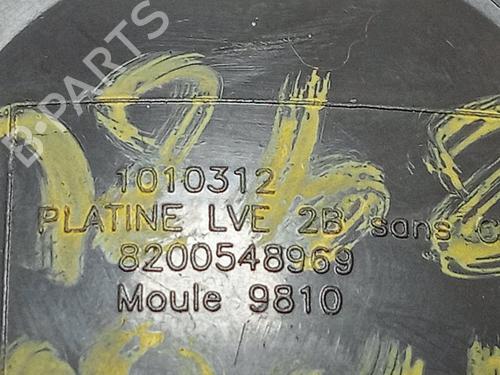 B-PARTS
1010312
PLATINE LVE 2B sans c
8200548969
Moule 9810